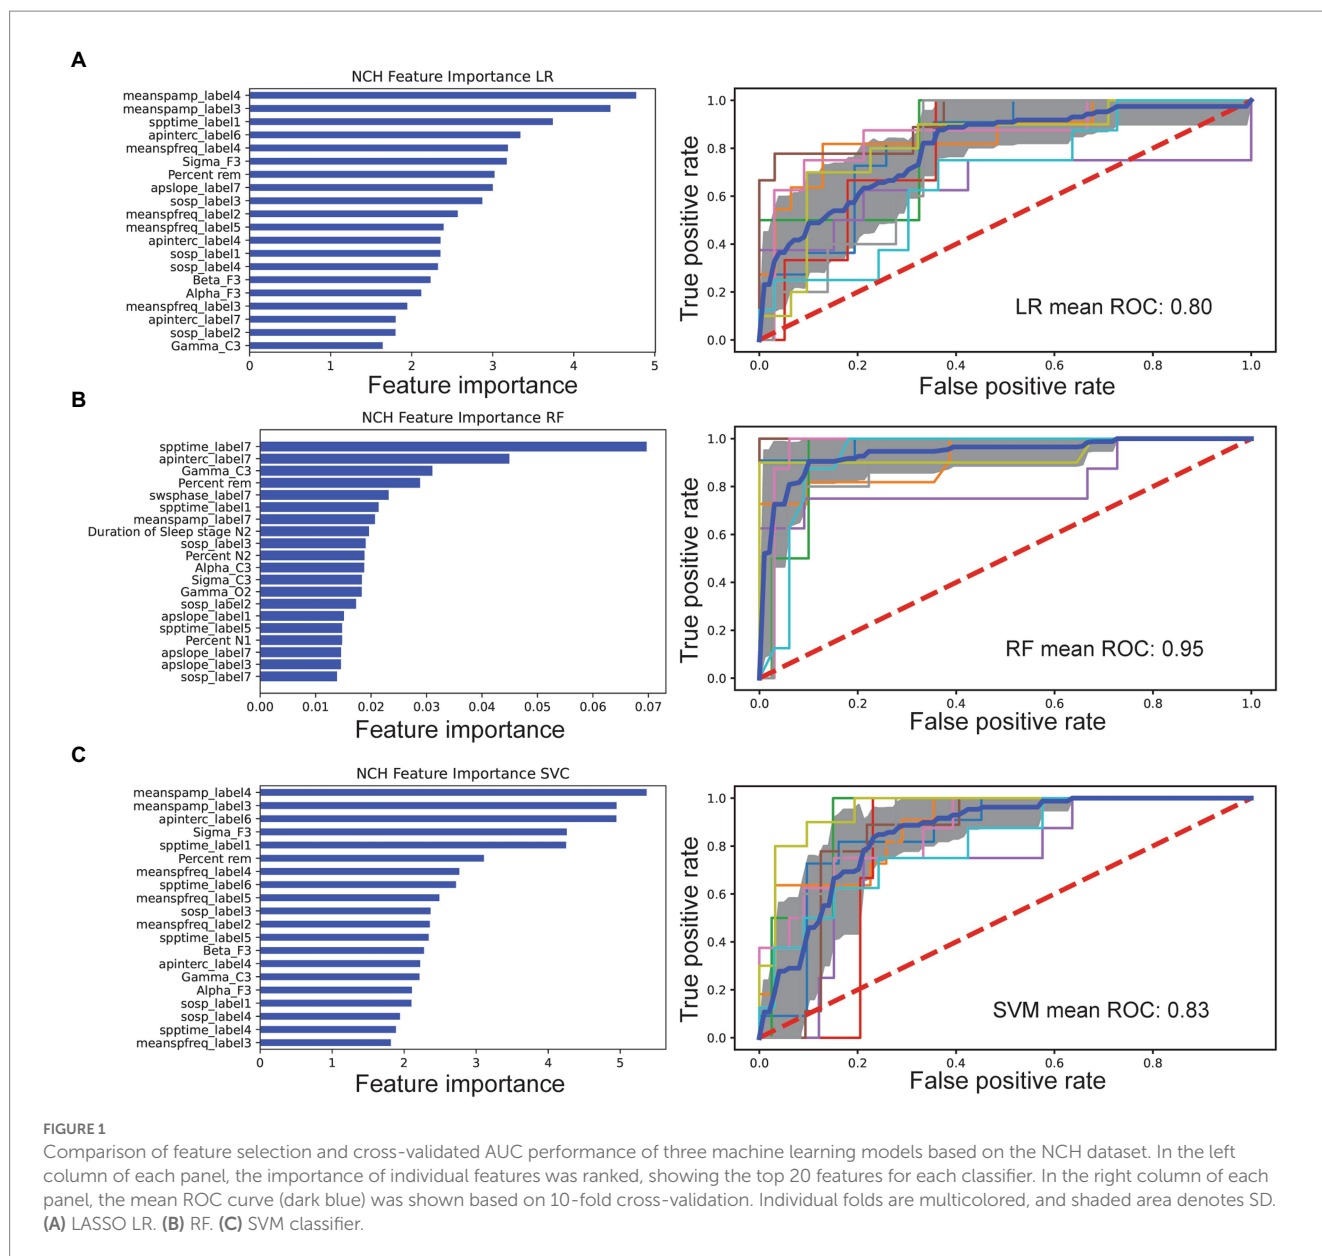 A
NCH Feature Importance LR
meanspamp_label4
meanspamp_label3
spptime_label1
apinterc_label6
meanspfreq_label4
Sigma_F3
Percent rem
apslope_label7
sosp_label3
meanspfreq_label2
meanspfreq_label5
apinterc_label4
sosp_label1
sosp_label4
Beta_F3
Alpha_F3
meanspfreq_label3
apinterc_label7
sosp_label2
Gamma_C3
0 1 2 3 4 5
Feature importance
True positive rate
1.0
0.8
0.6
0.4
0.2
0.0
LR mean ROC: 0.80
0.0 0.2 0.4 0.6 0.8 1.0
False positive rate
B
NCH Feature Importance RF
spptime_label7
apinterc_label7
Gamma_C3
Percent rem
swsphase_label7
spptime_label1
meanspamp_label7
Duration of Sleep stage N2
sosp_label3
Percent N2
Alpha_C3
Sigma_C3
Gamma_O2
sosp_label2
apslope_label1
spptime_label5
Percent N1
apslope_label7
apslope_label3
sosp_label7
0.00 0.01 0.02 0.03 0.04 0.05 0.06 0.07
Feature importance
True positive rate
1.0
0.8
0.6
0.4
0.2
0.0
RF mean ROC: 0.95
0.0 0.2 0.4 0.6 0.8 1.0
False positive rate
C
NCH Feature Importance SVC
meanspamp_label4
meanspamp_label3
apinterc_label6
Sigma_F3
spptime_label1
Percent rem
meanspfreq_label4
spptime_label6
meanspfreq_label5
sosp_label3
meanspfreq_label2
spptime_label5
Beta_F3
apinterc_label4
Gamma_C3
Alpha_F3
sosp_label1
sosp_label4
spptime_label4
meanspfreq_label3
0 1 2 3 4 5
Feature importance
True positive rate
1.0
0.8
0.6
0.4
0.2
0.0
SVM mean ROC: 0.83
0.0 0.2 0.4 0.6 0.8
False positive rate
FIGURE 1
Comparison of feature selection and cross-validated AUC performance of three machine learning models based on the NCH dataset. In the left
column of each panel, the importance of individual features was ranked, showing the top 20 features for each classifier. In the right column of each
panel, the mean ROC curve (dark blue) was shown based on 10-fold cross-validation. Individual folds are multicolored, and shaded area denotes SD.
(A) LASSO LR. (B) RF. (C) SVM classifier.